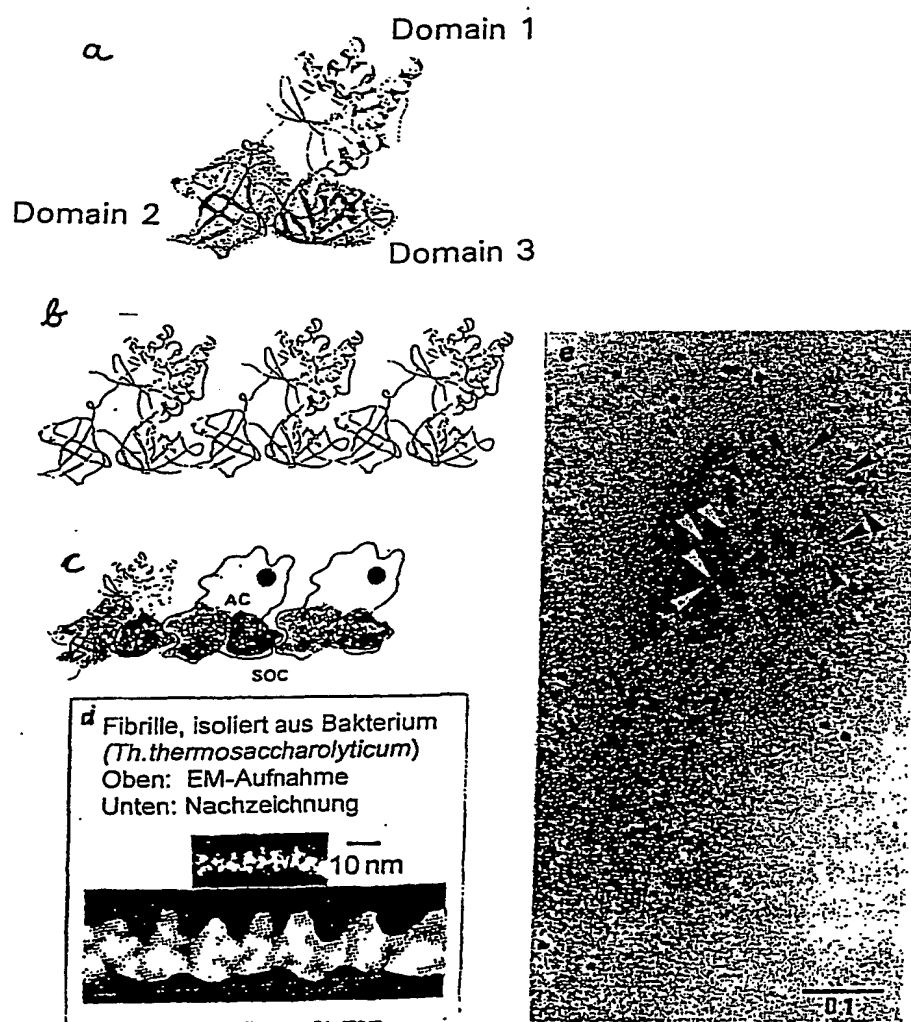 a
Domain 1
Domain 2
Domain 3
b
c
AC
SOC
d
Fibrille, isoliert aus Bakterium
(Th.thermosaccharolyticum)
Oben: EM-Aufnahme
Unten: Nachzeichnung
10 nm
e
0.1